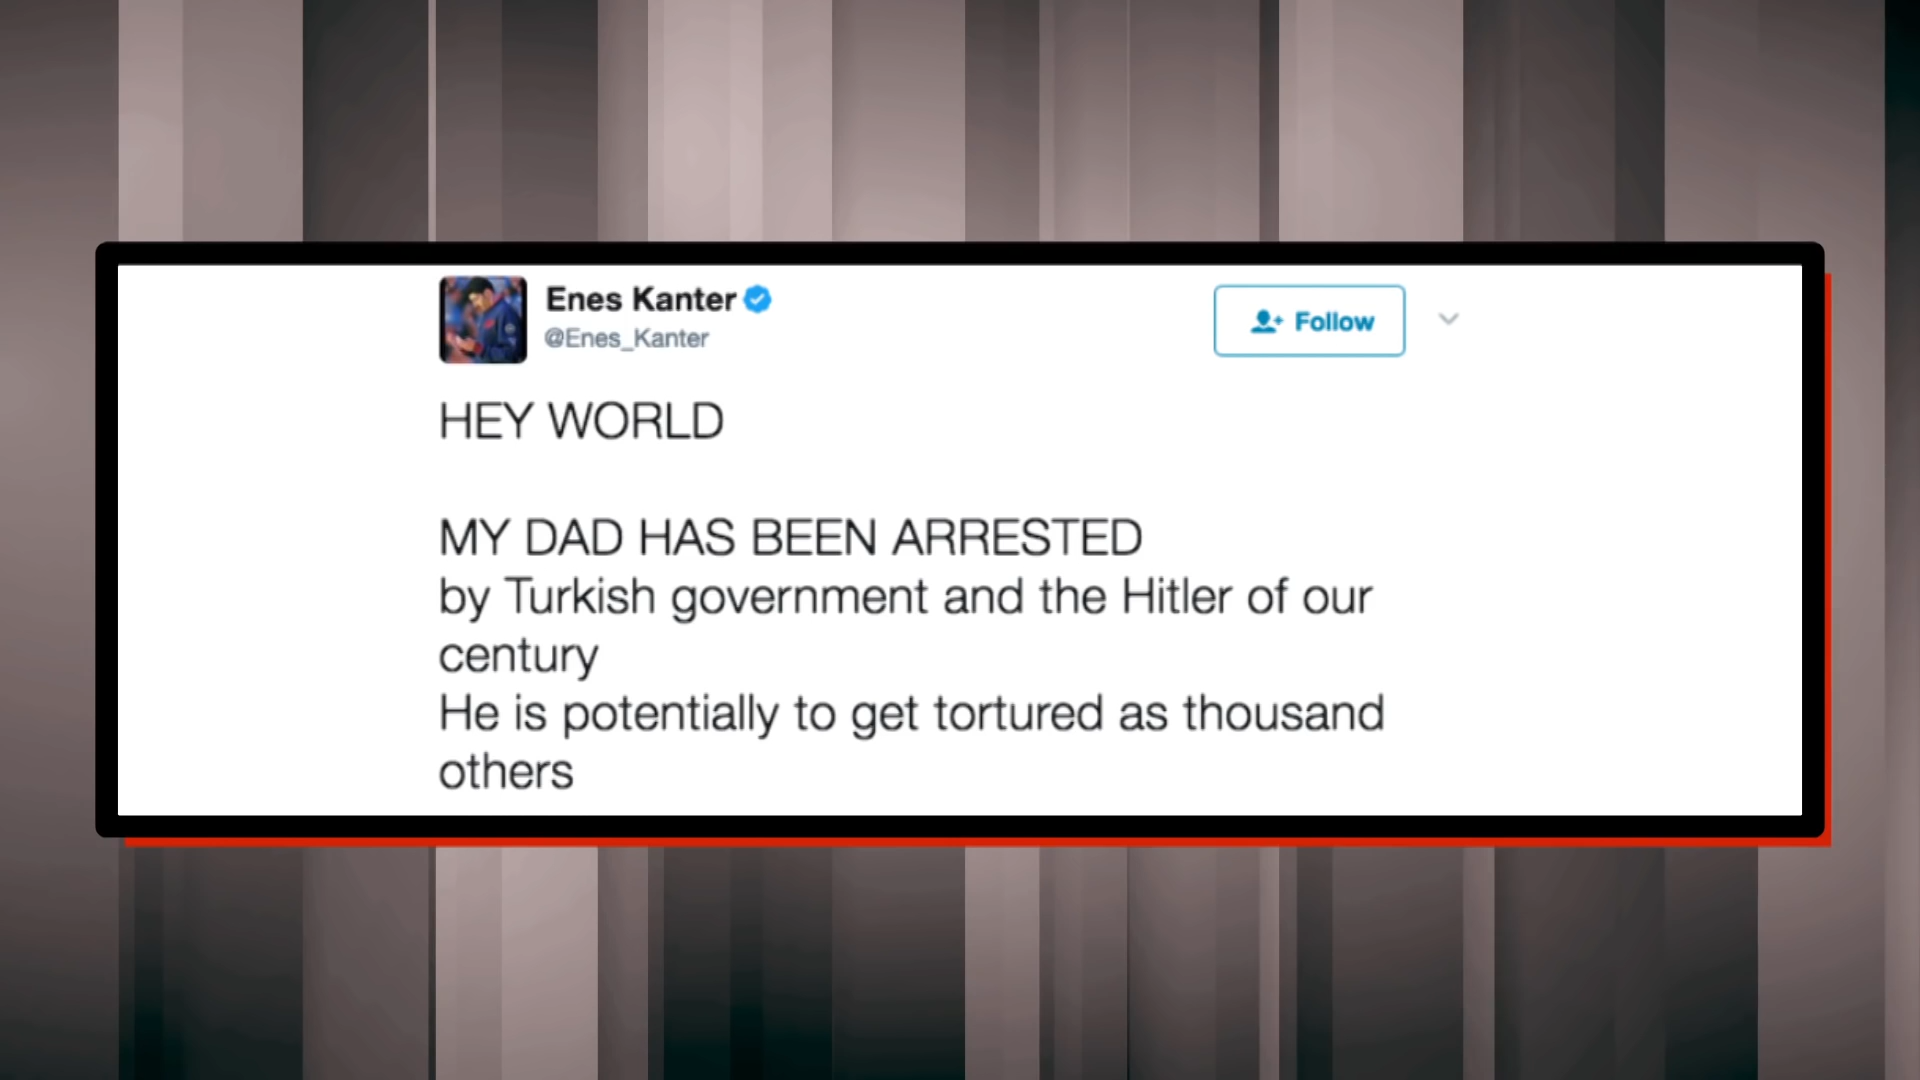 Enes Kanter
@Enes_Kanter
Follow
HEY WORLD
MY DAD HAS BEEN ARRESTED
by Turkish government and the Hitler of our
century
He is potentially to get tortured as thousand
others